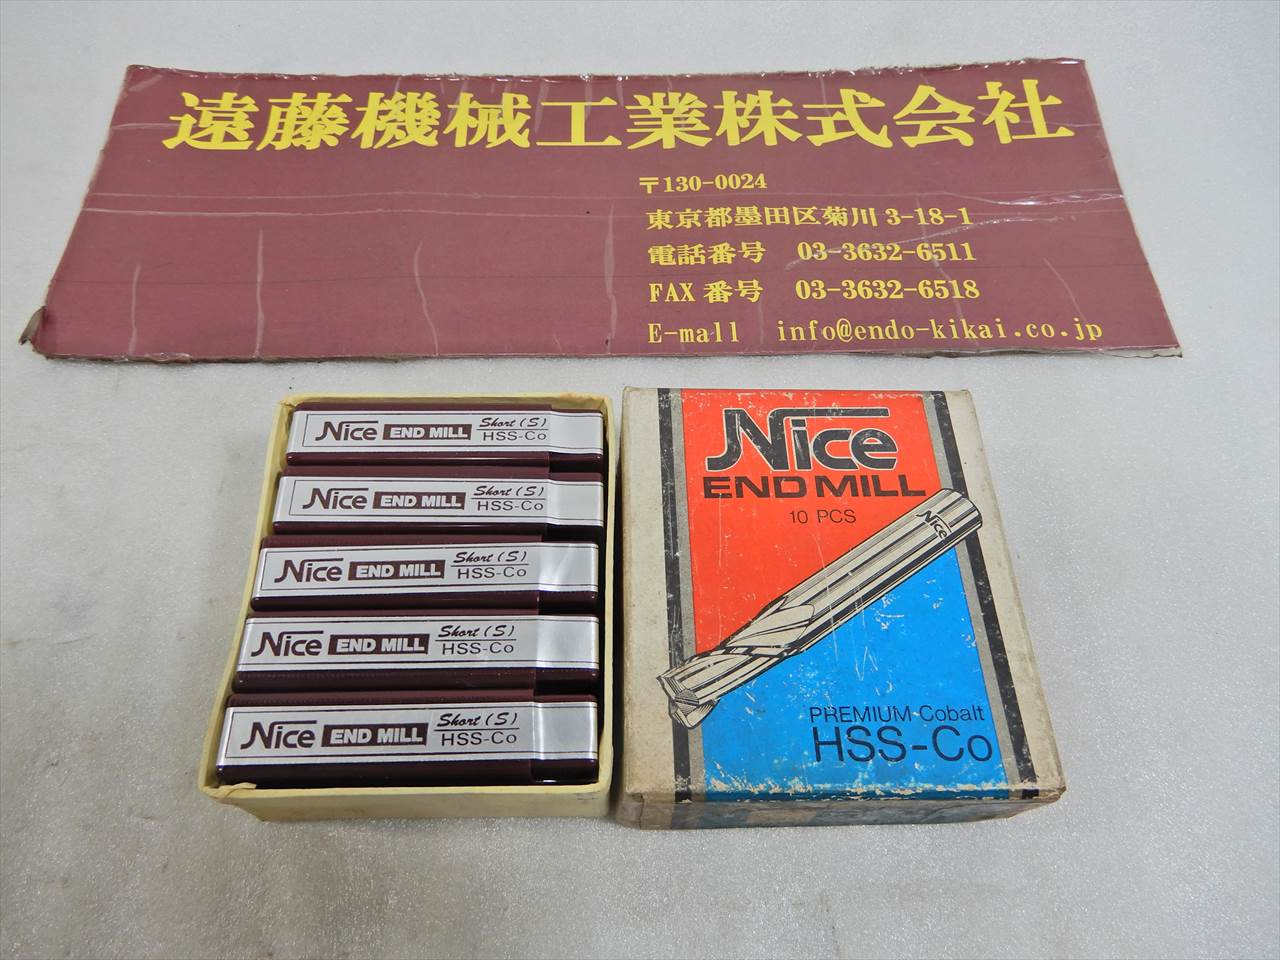 遠藤機械工業株式会社
〒130-0024
東京都墨田区菊川 3-18-1
電話番号 03-3632-6511
FAX 番号 03-3632-6518
E-mall info@endo-kikai.co.jp
Nice END MILL Short (S) HSS-Co
Nice END MILL Short (S) HSS-Co
Nice END MILL Short (S) HSS-Co
Nice END MILL Short (S) HSS-Co
Nice END MILL Short (S) HSS-Co
Nice
END MILL
10 PCS
Nice
PREMIUM Cobalt
HSS-Co